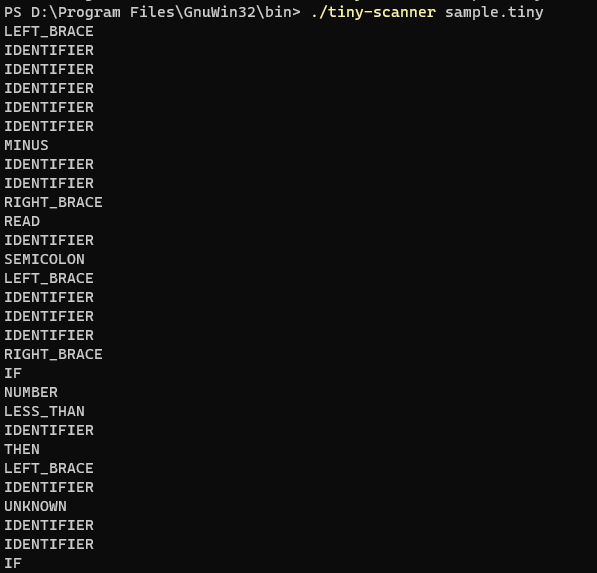 PS D:\Program Files\GnuWin32\bin> ./tiny-scanner sample.tiny
LEFT_BRACE
IDENTIFIER
IDENTIFIER
IDENTIFIER
IDENTIFIER
IDENTIFIER
MINUS
IDENTIFIER
IDENTIFIER
RIGHT_BRACE
READ
IDENTIFIER
SEMICOLON
LEFT_BRACE
IDENTIFIER
IDENTIFIER
IDENTIFIER
RIGHT_BRACE
IF
NUMBER
LESS_THAN
IDENTIFIER
THEN
LEFT_BRACE
IDENTIFIER
UNKNOWN
IDENTIFIER
IDENTIFIER
IF